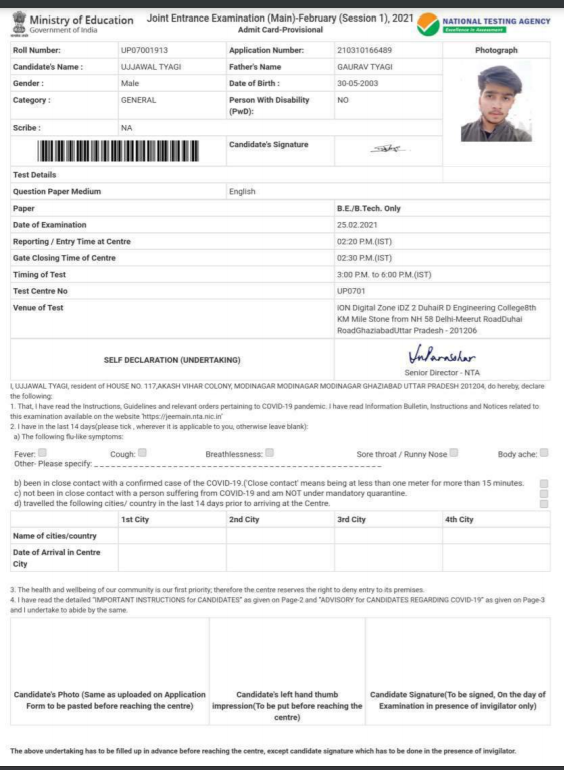 Ministry of Education
Government of India
Joint Entrance Examination (Main)-February (Session 1), 2021
Admit Card-Provisional
NATIONAL TESTING AGENCY
Excellence in Assessment
Roll Number: UP07001913 Application Number: 210310166489 Photograph
Candidate's Name : UJJAWAL TYAGI Father's Name GAURAV TYAGI
Gender : Male Date of Birth : 30-05-2003
Category : GENERAL Person With Disability (PwD): NO
Scribe : NA
Candidate's Signature
Test Details
Question Paper Medium English
Paper B.E./B.Tech. Only
Date of Examination 25.02.2021
Reporting / Entry Time at Centre 02:20 P.M.(IST)
Gate Closing Time of Centre 02:30 P.M.(IST)
Timing of Test 3:00 P.M. to 6:00 P.M.(IST)
Test Centre No UP0701
Venue of Test ION Digital Zone iDZ 2 DuhaiR D Engineering College8th
KM Mile Stone from NH 58 Delhi-Meerut RoadDuhai
RoadGhaziabadUttar Pradesh - 201206
SELF DECLARATION (UNDERTAKING)
Senior Director - NTA
I, UJJAWAL TYAGI, resident of HOUSE NO. 117,AKASH VIHAR COLONY, MODINAGAR MODINAGAR MODINAGAR GHAZIABAD UTTAR PRADESH 201204, do hereby, declare
the following:
1. That, I have read the Instructions, Guidelines and relevant orders pertaining to COVID-19 pandemic. I have read Information Bulletin, Instructions and Notices related to
this examination available on the website 'https://jeemain.nta.nic.in'
2. I have in the last 14 days(please tick , wherever it is applicable to you, otherwise leave blank):
a) The following flu-like symptoms:
Fever: Cough: Breathlessness: Sore throat / Runny Nose Body ache:
Other- Please specify: _ _ _ _ _ _ _ _ _ _ _ _ _ _ _ _ _ _ _ _ _ _ _ _ _ _ _ _ _ _ _ _ _ _ _ _ _ _
b) been in close contact with a confirmed case of the COVID-19.('Close contact' means being at less than one meter for more than 15 minutes.
c) not been in close contact with a person suffering from COVID-19 and am NOT under mandatory quarantine.
d) travelled the following cities/ country in the last 14 days prior to arriving at the Centre.
1st City 2nd City 3rd City 4th City
Name of cities/country
Date of Arrival in Centre
City
3. The health and wellbeing of our community is our first priority; therefore the centre reserves the right to deny entry to its premises.
4. I have read the detailed "IMPORTANT INSTRUCTIONS for CANDIDATES" as given on Page-2 and "ADVISORY for CANDIDATES REGARDING COVID-19" as given on Page-3
and I undertake to abide by the same.
Candidate's Photo (Same as uploaded on Application
Form to be pasted before reaching the centre)
Candidate's left hand thumb
impression(To be put before reaching the
centre)
Candidate Signature(To be signed, On the day of
Examination in presence of invigilator only)
The above undertaking has to be filled up in advance before reaching the centre, except candidate signature which has to be done in the presence of invigilator.